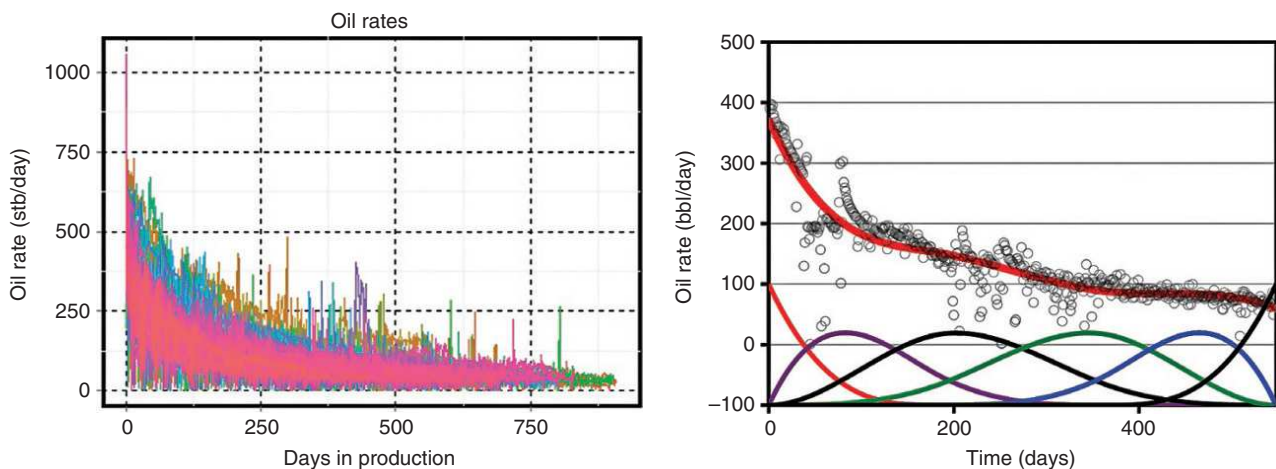 Oil rates
1000
750
500
250
0
Oil rate (stb/day)
0 250 500 750
Days in production
500
400
300
200
100
0
−100
Oil rate (bbl/day)
0 200 400
Time (days)